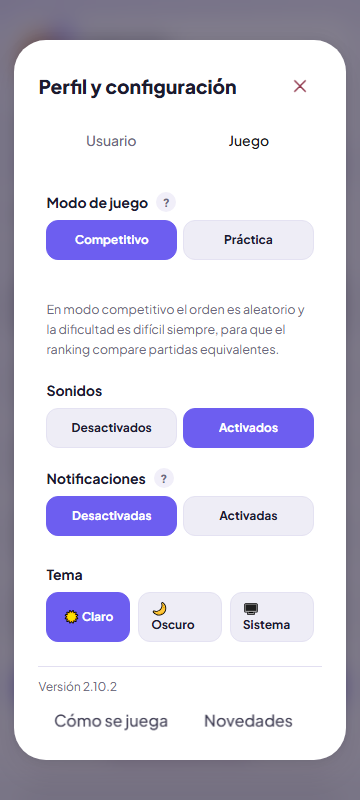 Perfil y configuración
Usuario
Juego
Modo de juego ?
Competitivo
Práctica
En modo competitivo el orden es aleatorio y
la dificultad es difícil siempre, para que el
ranking compare partidas equivalentes.
Sonidos
Desactivados
Activados
Notificaciones ?
Desactivadas
Activadas
Tema
Claro
Oscuro
Sistema
Versión 2.10.2
Cómo se juega
Novedades